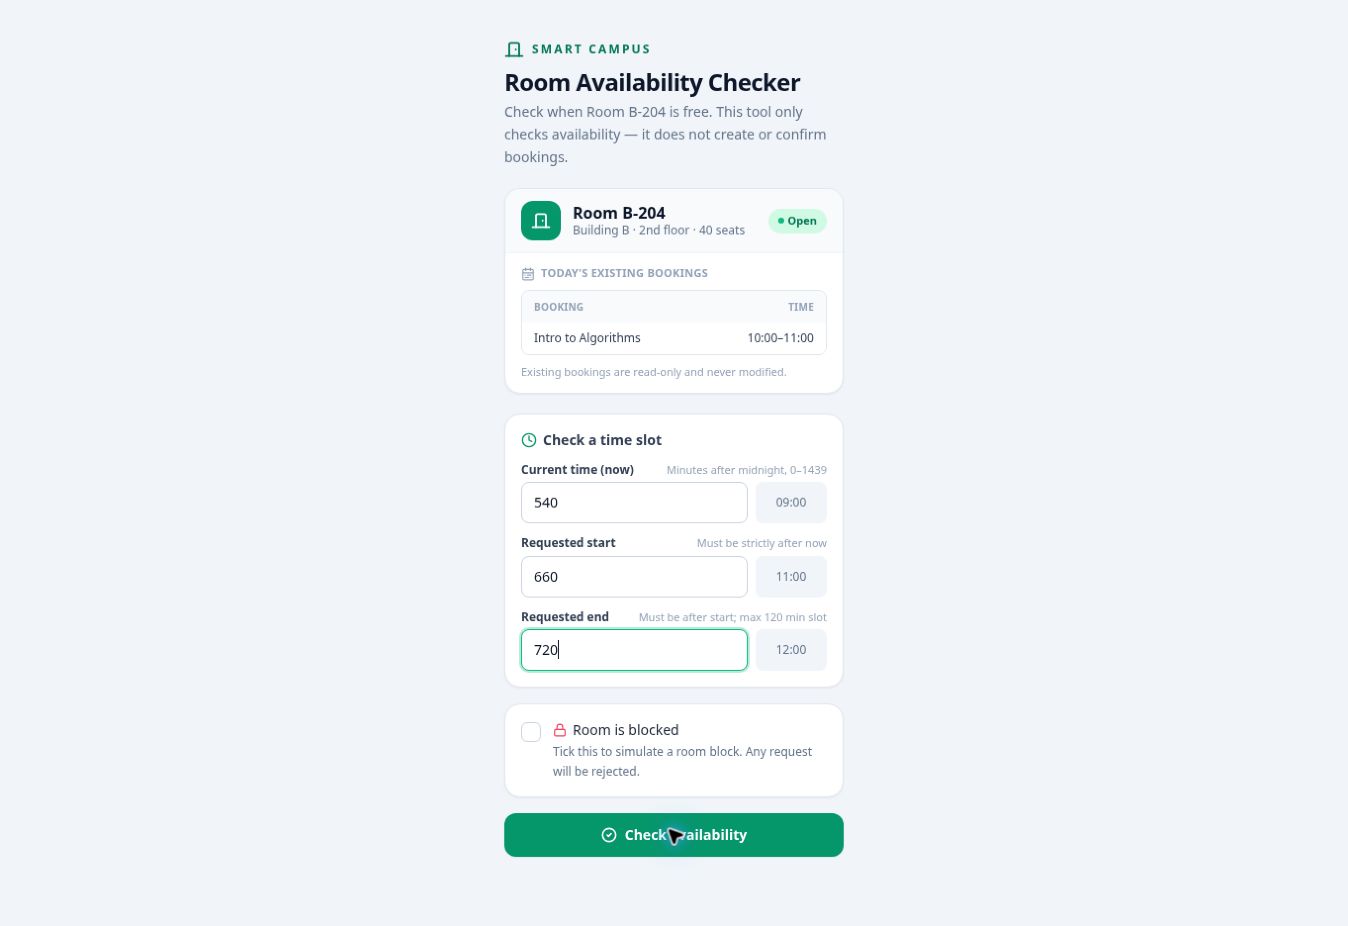 SMART CAMPUS
Room Availability Checker
Check when Room B-204 is free. This tool only
checks availability — it does not create or confirm
bookings.
Room B-204
Building B · 2nd floor · 40 seats
Open
TODAY'S EXISTING BOOKINGS
BOOKING TIME
Intro to Algorithms 10:00–11:00
Existing bookings are read-only and never modified.
Check a time slot
Current time (now) Minutes after midnight, 0–1439
540 09:00
Requested start Must be strictly after now
660 11:00
Requested end Must be after start; max 120 min slot
720 12:00
Room is blocked
Tick this to simulate a room block. Any request
will be rejected.
Check